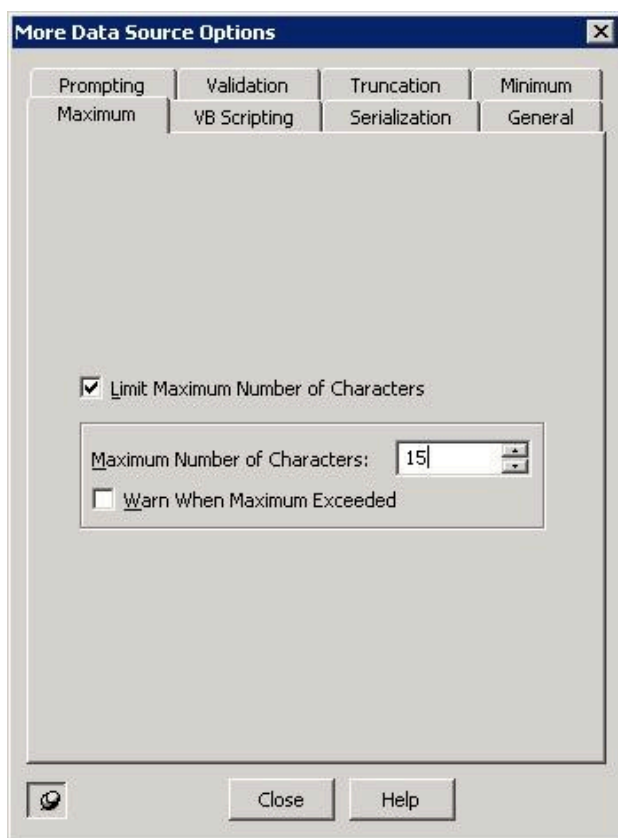 More Data Source Options
Prompting Validation Truncation Minimum
Maximum VB Scripting Serialization General
Limit Maximum Number of Characters
Maximum Number of Characters: 15
Warn When Maximum Exceeded
Close Help